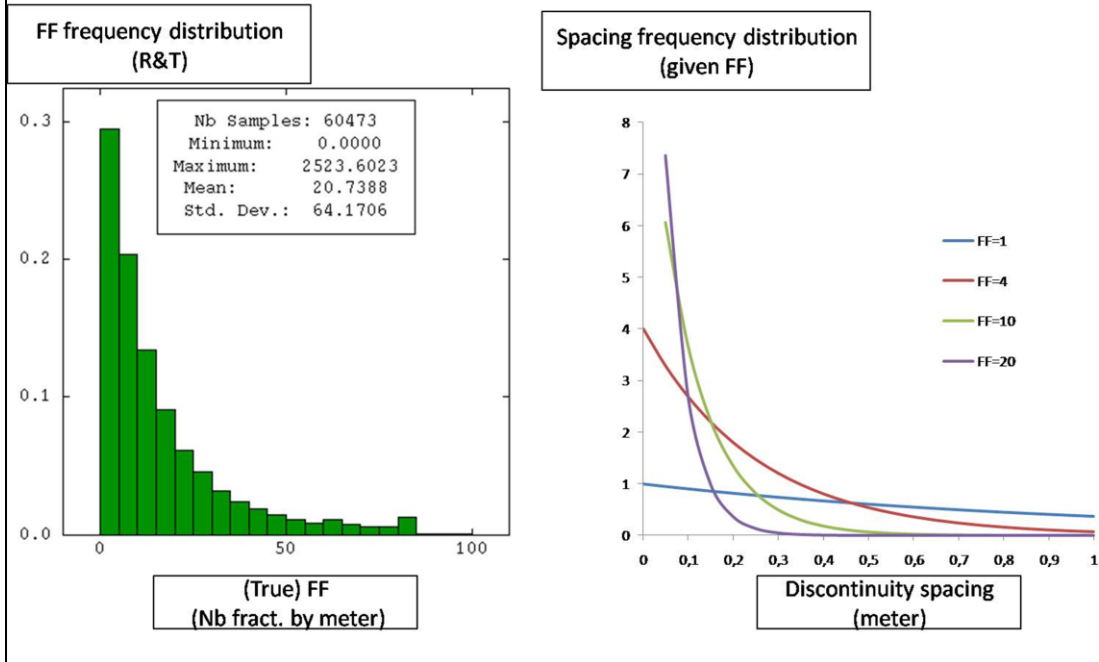 FF frequency distribution
(R&T)
0.3
0.2
0.1
0.0
Nb Samples: 60473
Minimum: 0.0000
Maximum: 2523.6023
Mean: 20.7388
Std. Dev.: 64.1706
0 50 100
(True) FF
(Nb fract. by meter)
Spacing frequency distribution
(given FF)
8
7
6
5
4
3
2
1
0
FF=1
FF=4
FF=10
FF=20
0 0,1 0,2 0,3 0,4 0,5 0,6 0,7 0,8 0,9 1
Discontinuity spacing
(meter)